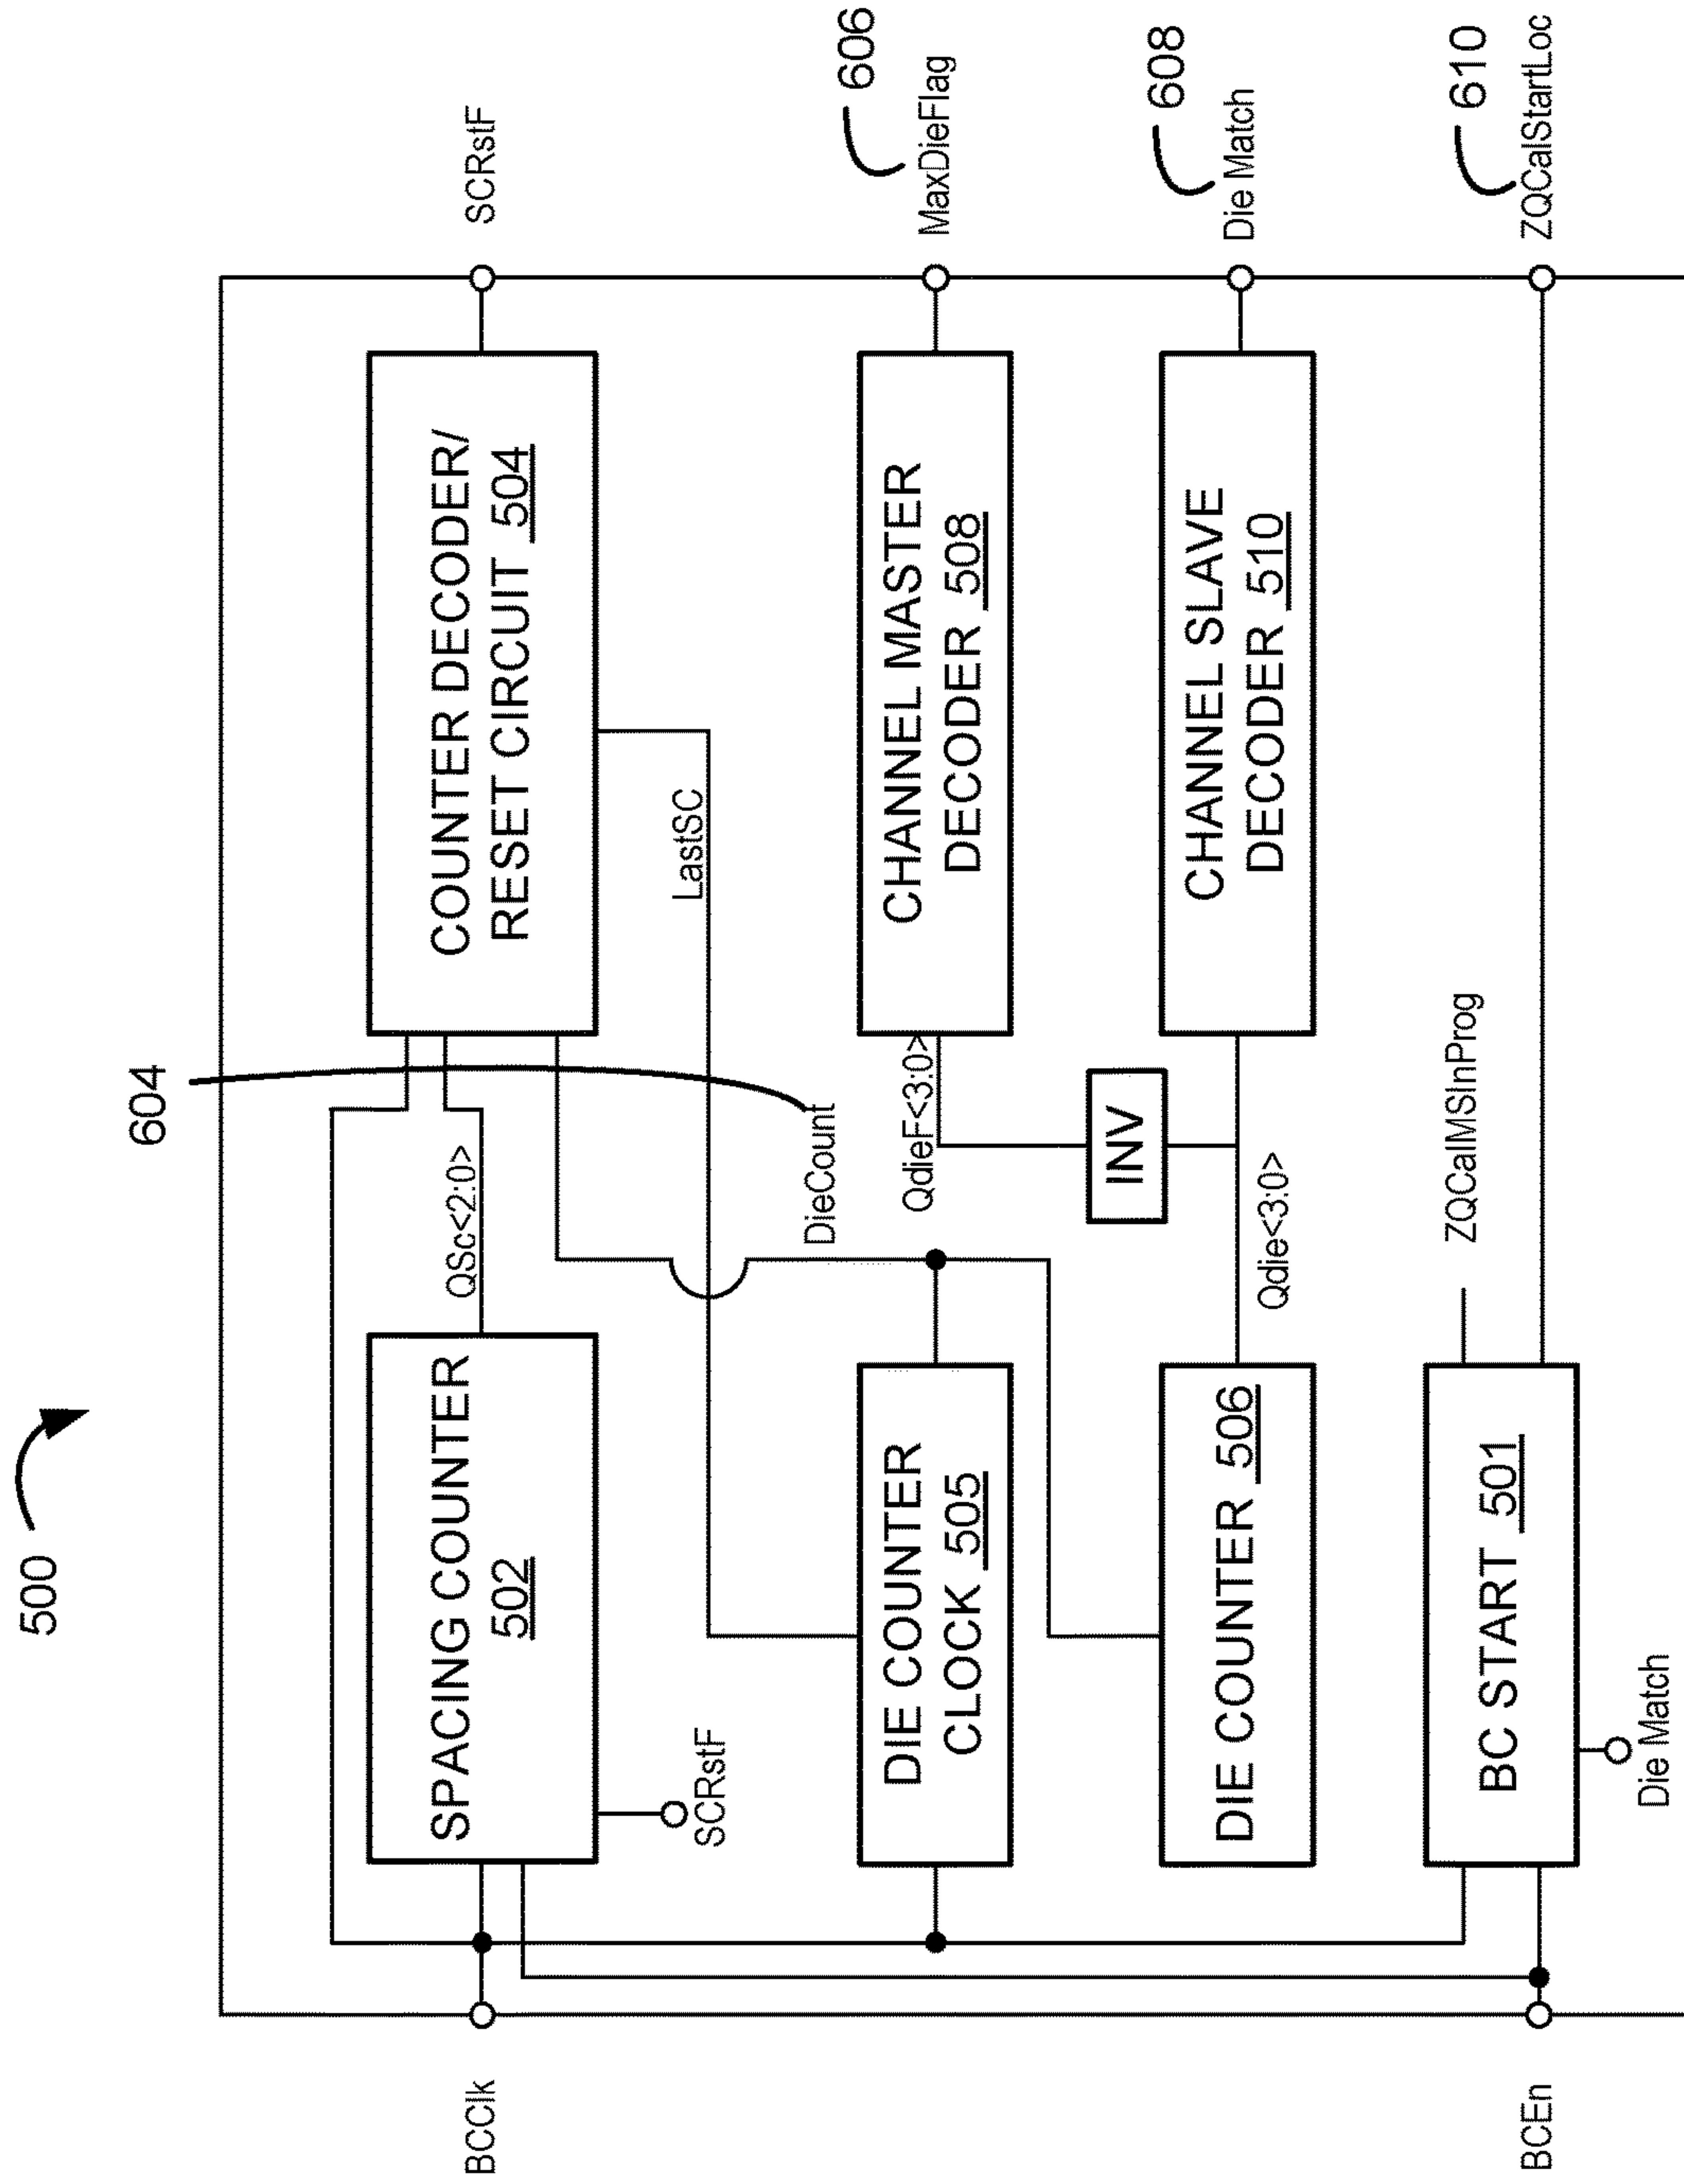 500
604
BCClk
SPACING COUNTER
502
QSc<2:0>
COUNTER DECODER/
RESET CIRCUIT 504
SCRstF
SCRstF
LastSC
DieCount
DIE COUNTER
CLOCK 505
QdieF<3:0>
CHANNEL MASTER
DECODER 508
606
MaxDieFlag
INV
DIE COUNTER 506
Qdie<3:0>
CHANNEL SLAVE
DECODER 510
608
Die Match
BCEn
BC START 501
ZQCalMSInProg
610
ZQCalStartLoc
Die Match